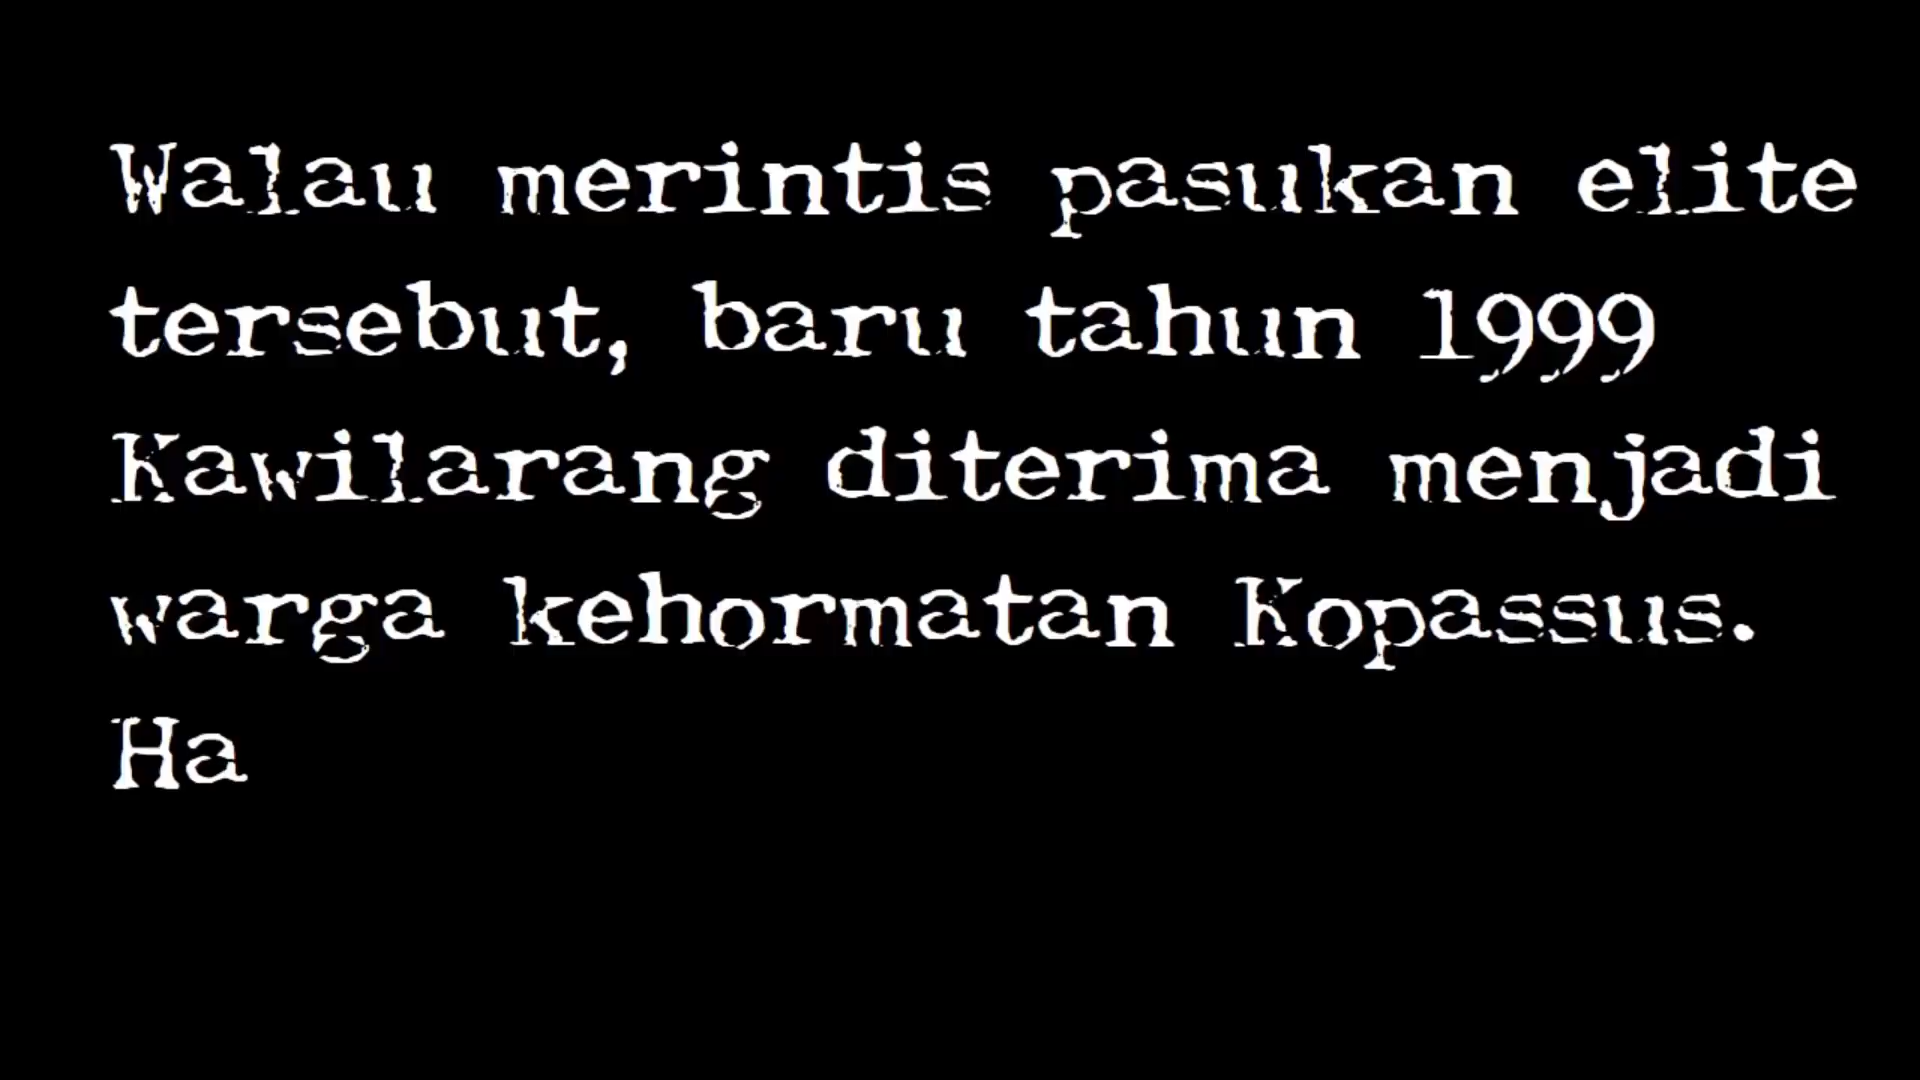 Walau merintis pasukan elite
tersebut, baru tahun 1999
Kawilarang diterima menjadi
warga kehormatan Kopassus.
Ha